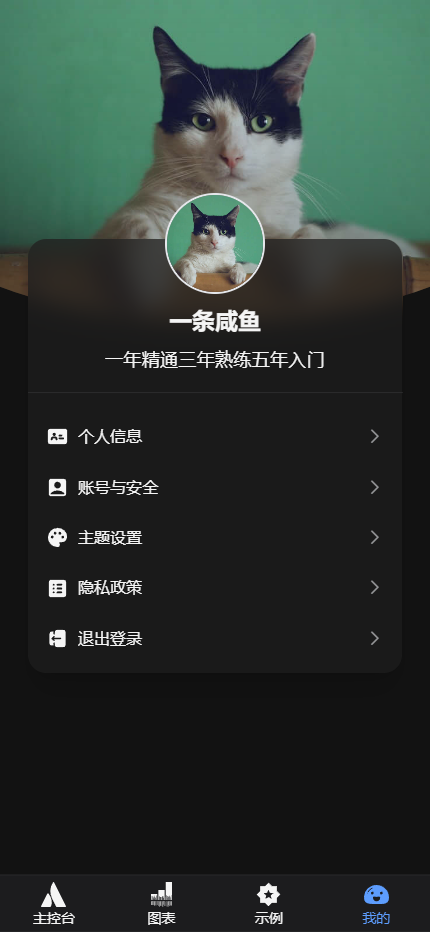 一条咸鱼
一年精通三年熟练五年入门
个人信息
账号与安全
主题设置
隐私政策
退出登录
主控台
图表
示例
我的